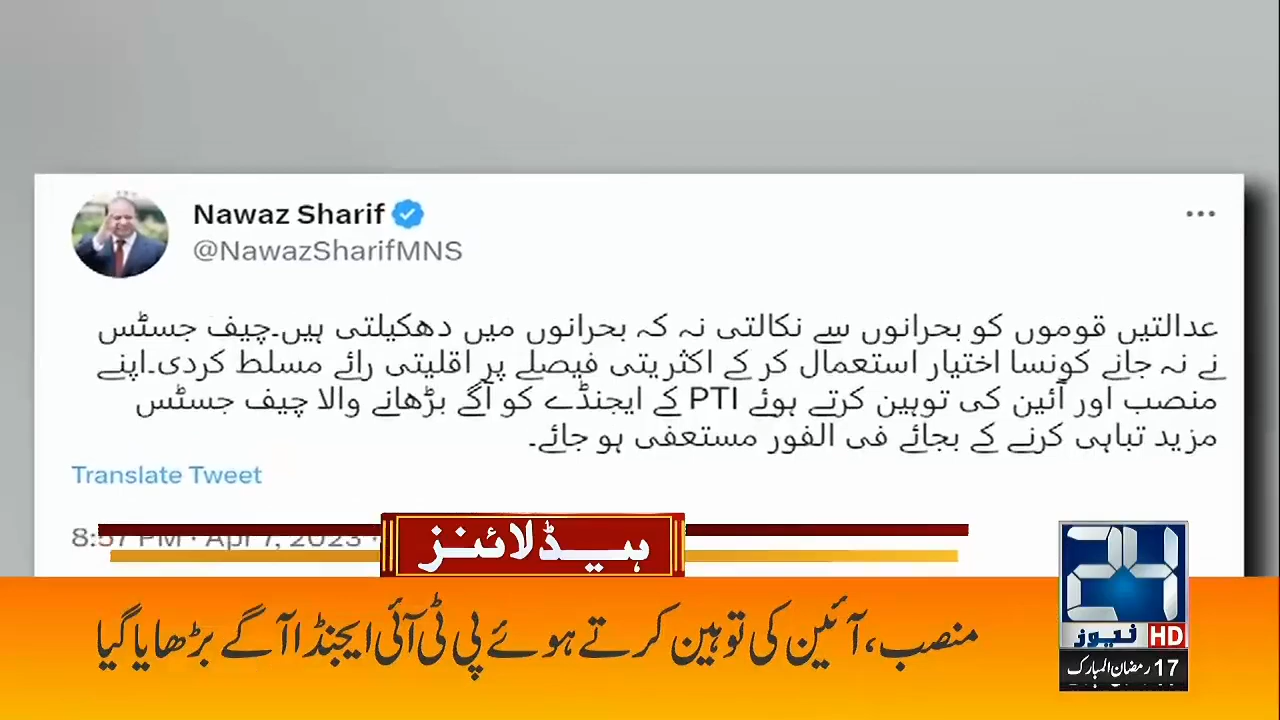 Nawaz Sharif
@NawazSharifMNS
عدالتیں قوموں کو بحرانوں سے نکالتی نہ کہ بحرانوں میں دھکیلتی ہیں۔چیف جسٹس
نے نہ جانے کونسا اختیار استعمال کر کے اکثریتی فیصلے پر اقلیتی رائے مسلط کردی۔اپنے
منصب اور آئین کی توہین کرتے ہوئے PTI کے ایجنڈے کو آگے بڑھانے والا چیف جسٹس
مزید تباہی کرنے کے بجائے فی الفور مستعفی ہو جائے۔
Translate Tweet
8:57 PM · Apr 7, 2023 ·
ہیڈلائنز
منصب، آئین کی توہین کرتے ہوئے پی ٹی آئی ایجنڈا آگے بڑھایا گیا
24
نیوز HD
17 رمضان المبارک